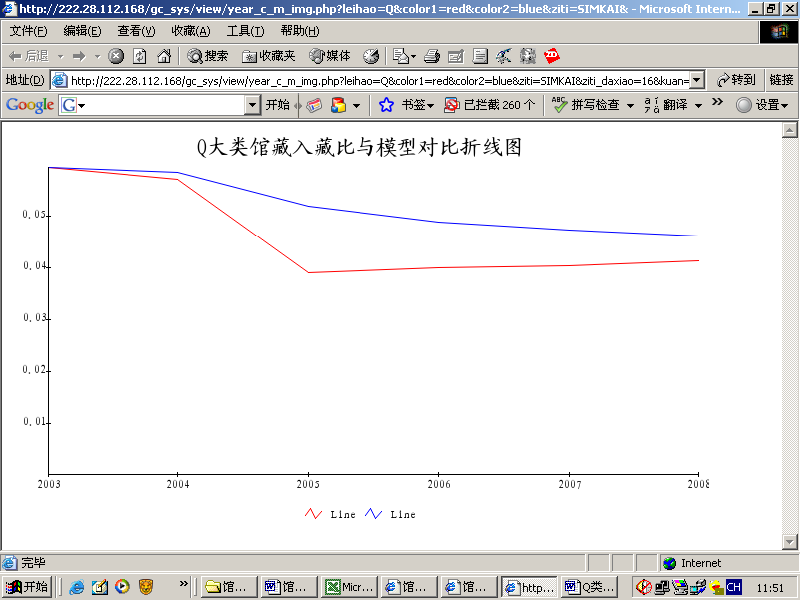 http://222.28.112.168/gc_sys/view/year_c_m_img.php?leihao=Q&color1=red&color2=blue&ziti=SIMKAI& - Microsoft Intern...
文件(F) 编辑(E) 查看(V) 收藏(A) 工具(T) 帮助(H)
后退 搜索 收藏夹 媒体
地址(D) http://222.28.112.168/gc_sys/view/year_c_m_img.php?leihao=Q&color1=red&color2=blue&ziti=SIMKAI&ziti_daxiao=16&kuan= 转到 链接
Google G 开始 书签 已拦截 260 个 ABC 拼写检查 翻译 » 设置
Q大类馆藏入藏比与模型对比折线图
0.05
0.04
0.03
0.02
0.01
2003 2004 2005 2006 2007 2008
Line Line
完毕 Internet
开始 » 馆... 馆... Micr... 馆... 馆... http... Q类... CH 11:51